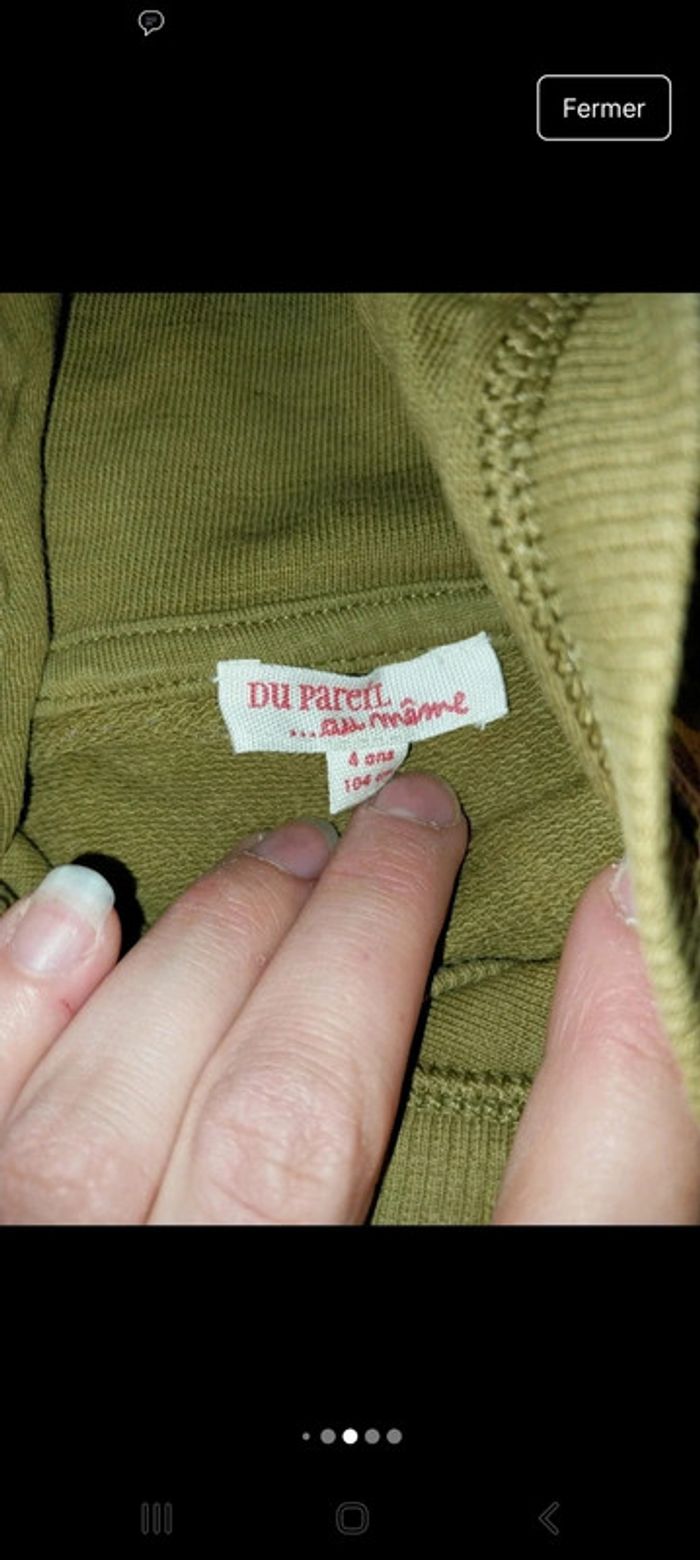 Fermer
DU PAREIL
...au même
4 ans
104